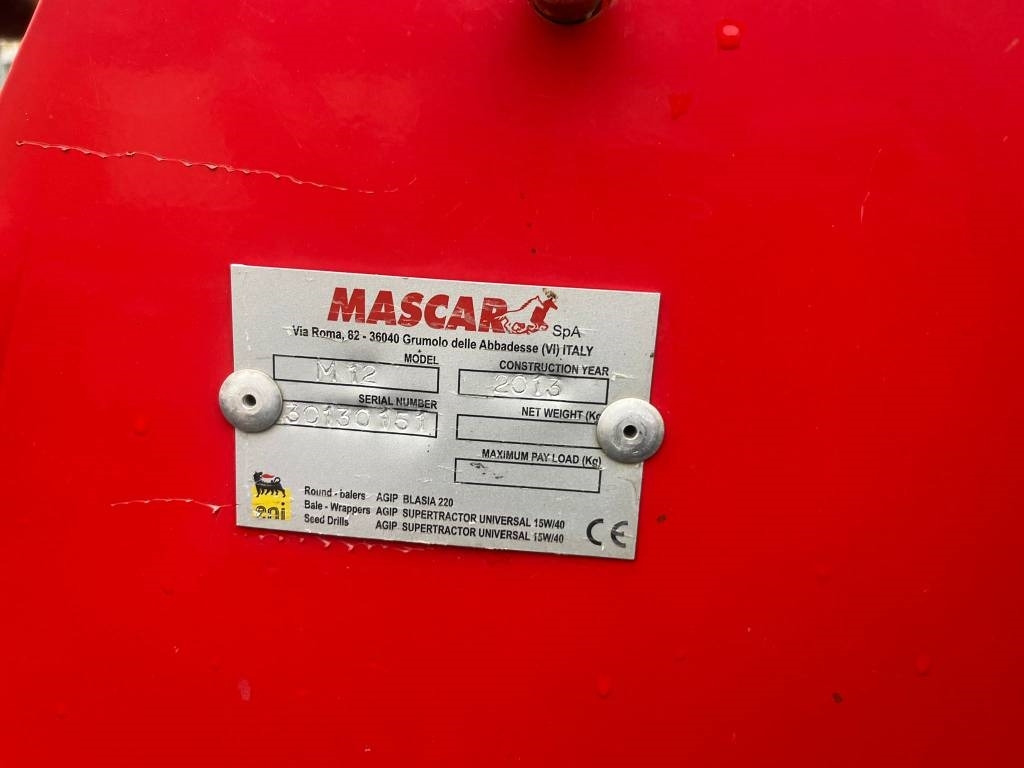 MASCAR SpA
Via Roma, 82 - 36040 Grumolo delle Abbadesse (VI) ITALY
MODEL
M 12
CONSTRUCTION YEAR
2013
SERIAL NUMBER
30130151
NET WEIGHT (Kg
MAXIMUM PAY LOAD (Kg)
eni
Round - balers AGIP BLASIA 220
Bale - Wrappers AGIP SUPERTRACTOR UNIVERSAL 15W/40
Seed Drills AGIP SUPERTRACTOR UNIVERSAL 15W/40
CE